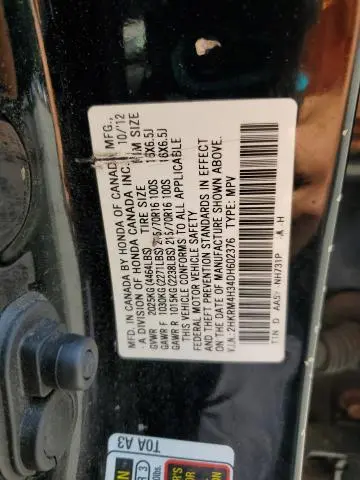 MFD. IN CANADA BY HONDA OF CANADA MFG.,
A DIVISION OF HONDA CANADA INC. 10/12
TIRE SIZE RIM SIZE
GVWR 2025KG (4464LBS)
GAWR F 1030KG (2271LBS) 215/70R16 100S 16X6.5J
GAWR R 1015KG (2238LBS) 215/70R16 100S 16X6.5J
THIS VEHICLE CONFORMS TO ALL APPLICABLE
FEDERAL MOTOR VEHICLE SAFETY
AND THEFT PREVENTION STANDARDS IN EFFECT
ON THE DATE OF MANUFACTURE SHOWN ABOVE.
V.I.N.:2HKRM4H34DH602376 TYPE: MPV
NH731P
T0A A3